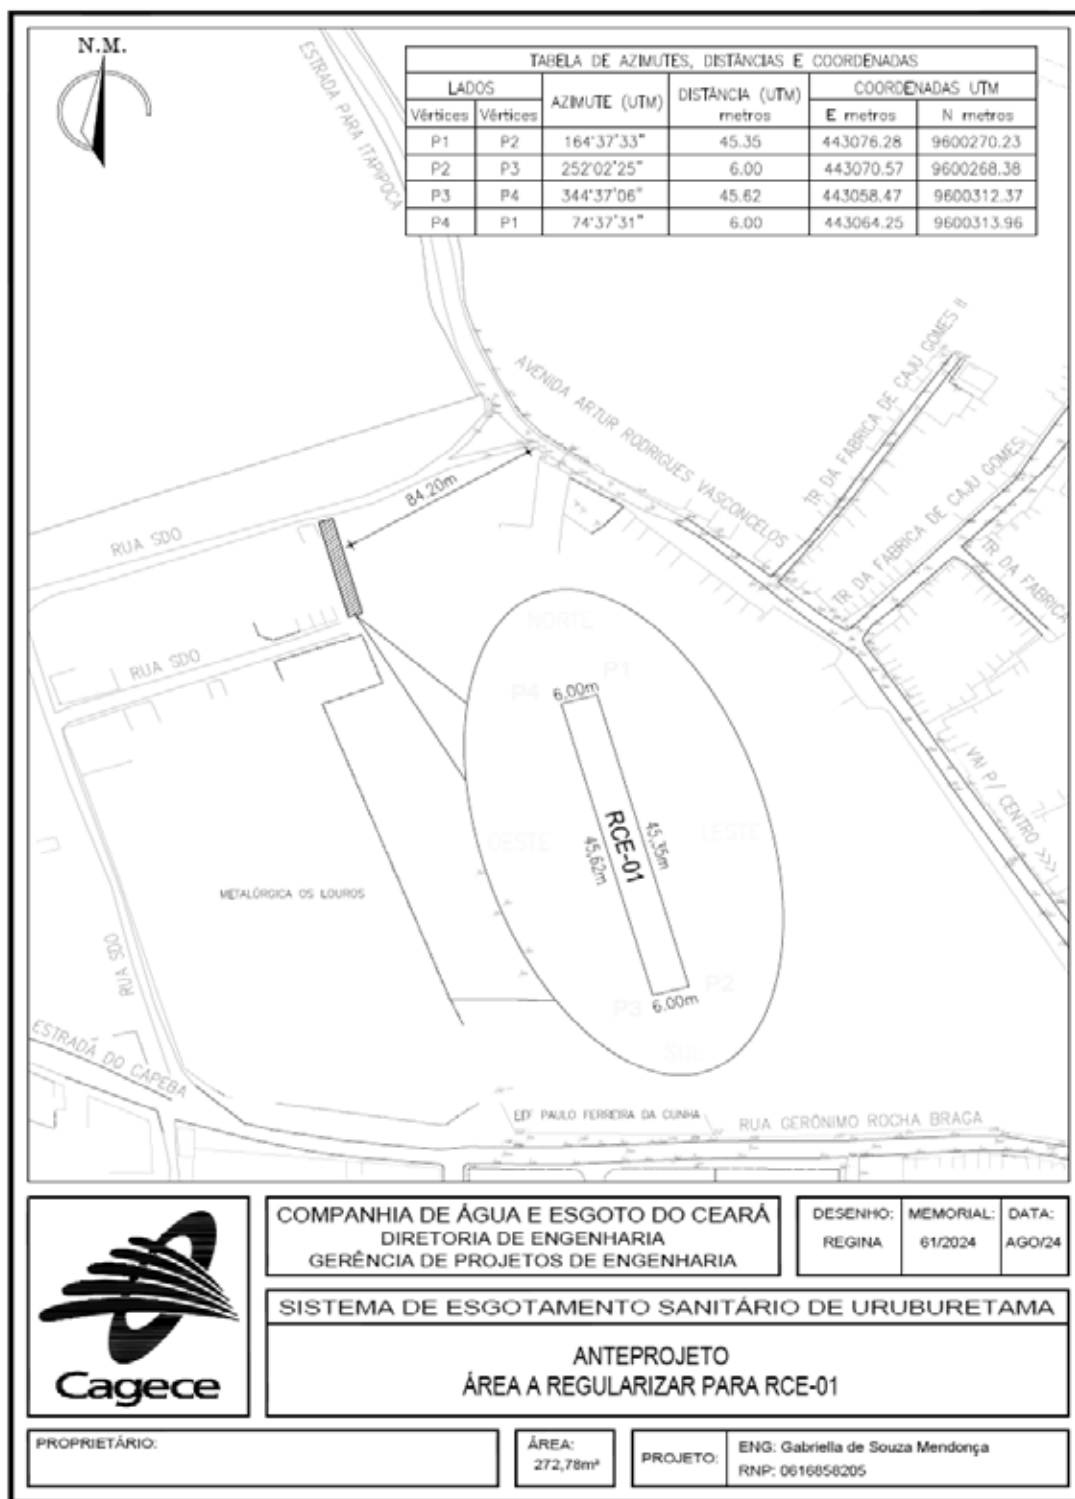 N.M.
TABELA DE AZIMUTES, DISTÂNCIAS E COORDENADAS
LADOS AZIMUTE (UTM) DISTÂNCIA (UTM) metros COORDENADAS UTM
Vértices Vértices E metros N metros
P1 P2 164°37'33" 45.35 443076.28 9600270.23
P2 P3 252°02'25" 6.00 443070.57 9600268.38
P3 P4 344°37'06" 45.62 443058.47 9600312.37
P4 P1 74°37'31" 6.00 443064.25 9600313.96
ESTRADA PARA ITAPIPOCA
AVENIDA ARTUR RODRIGUES VASCONCELOS
TR DA FABRICA DE CAJU GOMES II
TR DA FABRICA DE CAJU GOMES
TR DA FABRICA
84.20m
RUA SDO
RUA SDO
NORTE
P1
P4
6.00m
RCE-01
45,35m
45,62m
OESTE
LESTE
VAI P/ CENTRO >>>
METALÚRGICA OS LOUROS
RUA SDO
P2
P3
6.00m
SUL
ESTRADA DO CAPEBA
EDF PAULO FERREIRA DA CUNHA
RUA GERÔNIMO ROCHA BRAGA
Cagece
COMPANHIA DE ÁGUA E ESGOTO DO CEARÁ
DIRETORIA DE ENGENHARIA
GERÊNCIA DE PROJETOS DE ENGENHARIA
DESENHO: MEMORIAL: DATA:
REGINA 61/2024 AGO/24
SISTEMA DE ESGOTAMENTO SANITÁRIO DE URUBURETAMA
ANTEPROJETO
ÁREA A REGULARIZAR PARA RCE-01
PROPRIETÁRIO:
ÁREA:
272,78m²
PROJETO:
ENG: Gabriella de Souza Mendonça
RNP: 0616858205